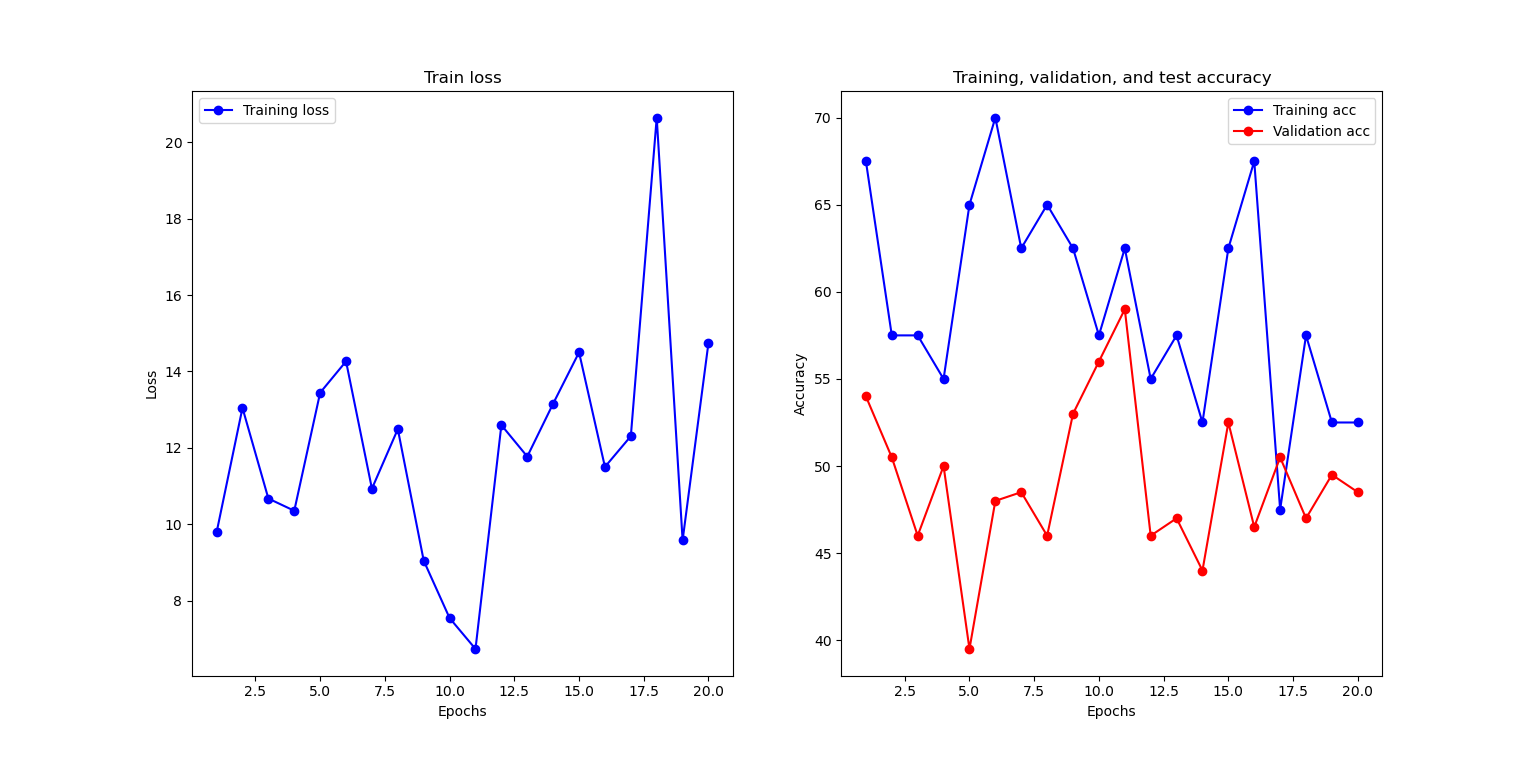 Train loss
Training loss
20
18
16
14
12
10
8
Loss
2.5 5.0 7.5 10.0 12.5 15.0 17.5 20.0
Epochs
Training, validation, and test accuracy
Training acc
Validation acc
70
65
60
55
50
45
40
Accuracy
2.5 5.0 7.5 10.0 12.5 15.0 17.5 20.0
Epochs